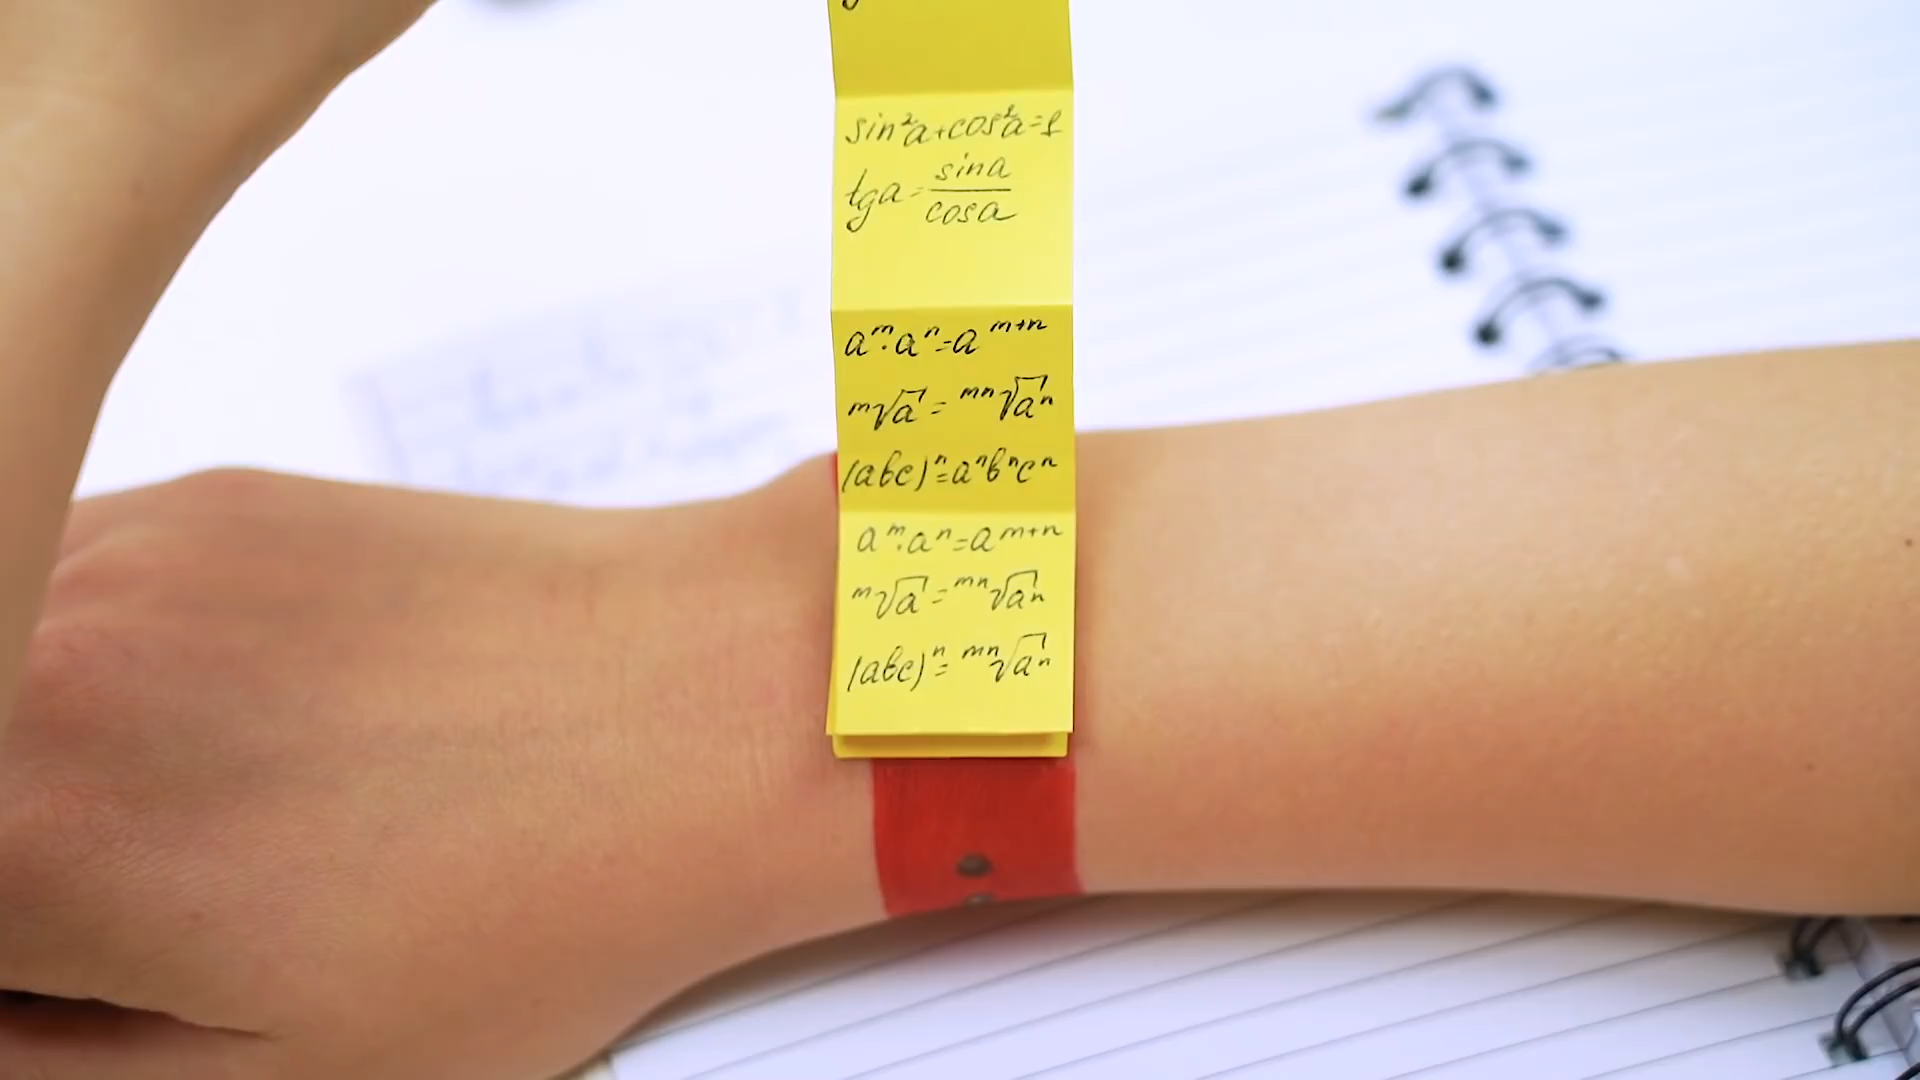 sin²a+cos²a=1
tga=sina/cosa
aᵐ·aⁿ=aᵐ⁺ⁿ
ᵐ√a=ᵐⁿ√aⁿ
(abc)ⁿ=aⁿbⁿcⁿ
aᵐ·aⁿ=aᵐ⁺ⁿ
ᵐ√a=ᵐⁿ√aₙ
(abc)ⁿ=ᵐⁿ√aⁿ